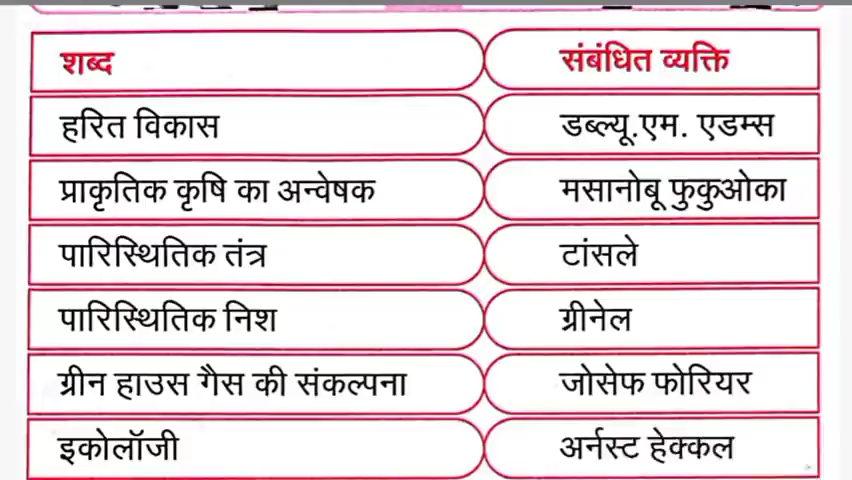 शब्द संबंधित व्यक्ति
हरित विकास डब्ल्यू.एम. एडम्स
प्राकृतिक कृषि का अन्वेषक मसानोबू फुकुओका
पारिस्थितिक तंत्र टांसले
पारिस्थितिक निश ग्रीनेल
ग्रीन हाउस गैस की संकल्पना जोसेफ फोरियर
इकोलॉजी अर्नस्ट हेक्कल